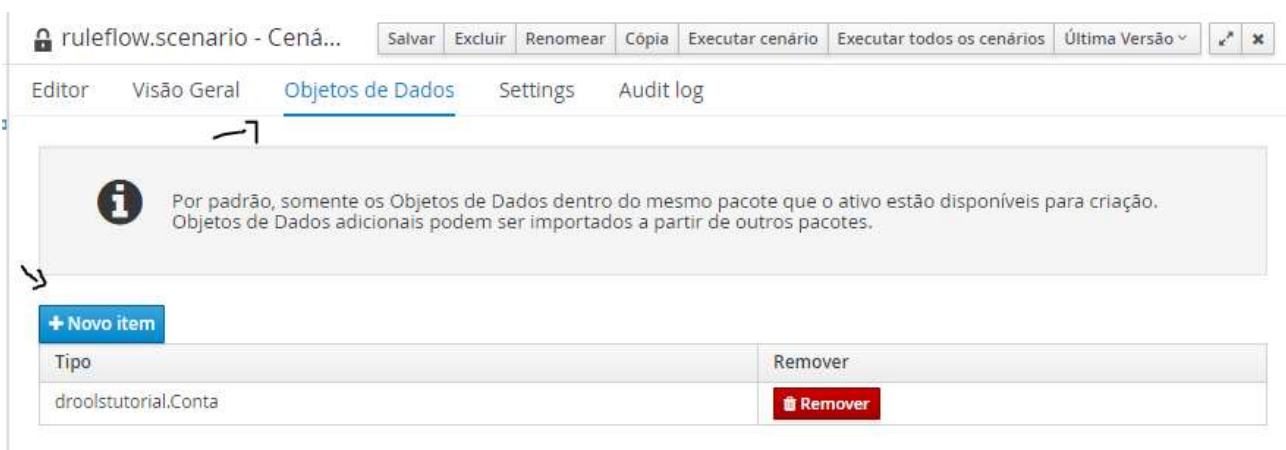 ruleflow.scenario - Cená... Salvar Excluir Renomear Cópia Executar cenário Executar todos os cenários Última Versão
Editor Visão Geral Objetos de Dados Settings Audit log
Por padrão, somente os Objetos de Dados dentro do mesmo pacote que o ativo estão disponíveis para criação.
Objetos de Dados adicionais podem ser importados a partir de outros pacotes.
+ Novo item
Tipo Remover
droolstutorial.Conta Remover